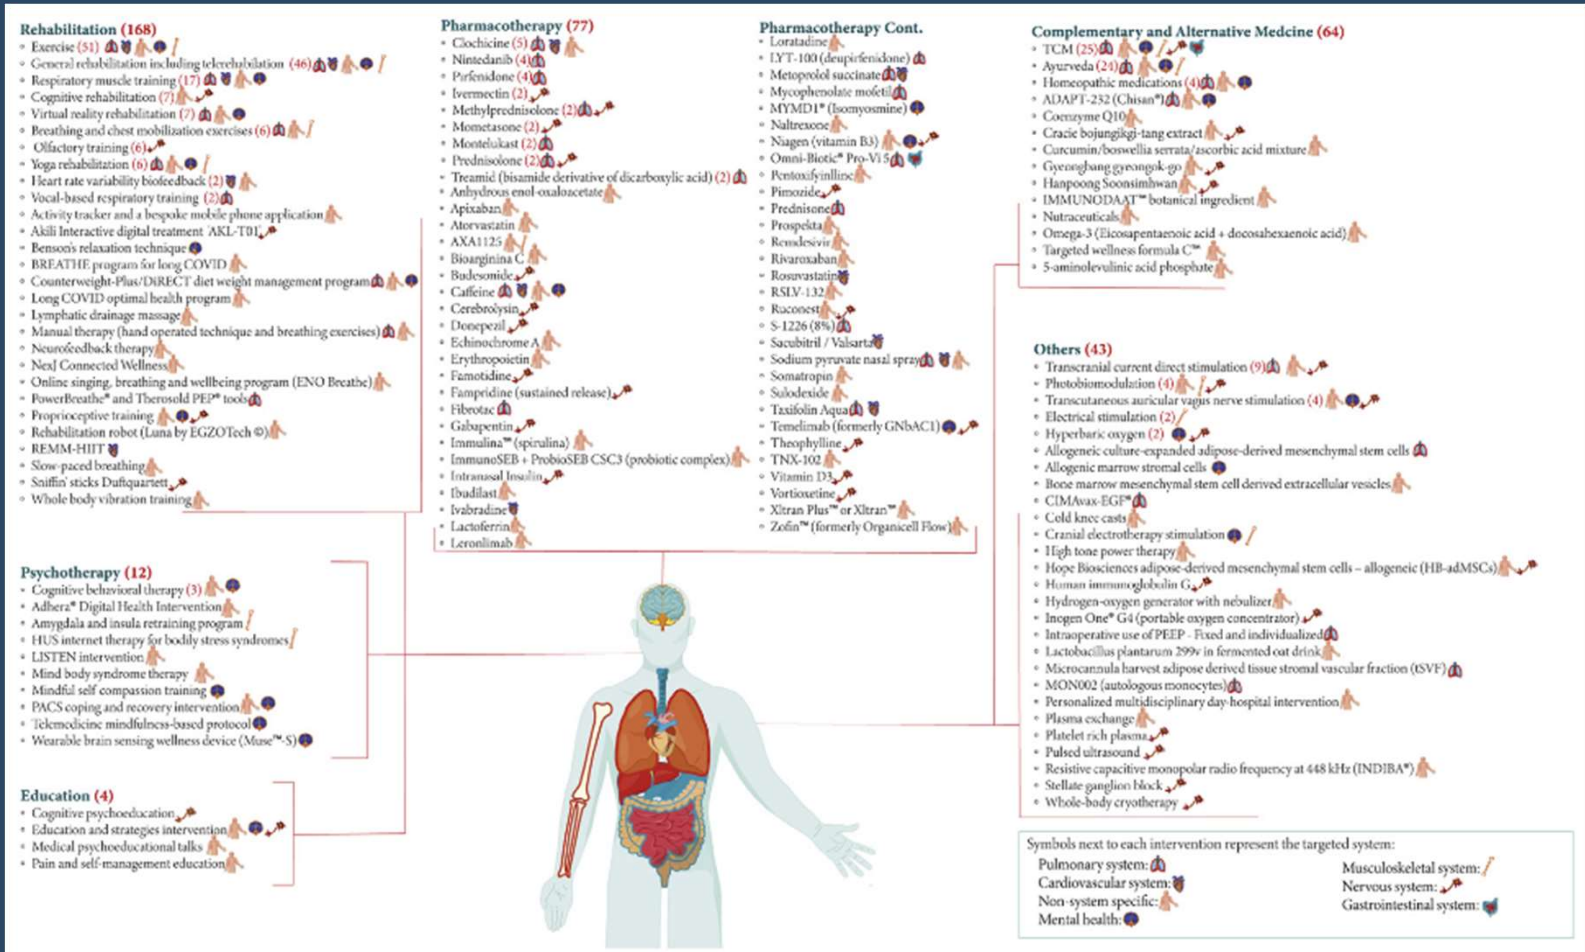 Rehabilitation (168)
Exercise (51)
General rehabilitation including telerehabilation (46)
Respiratory muscle training (17)
Cognitive rehabilitation (7)
Virtual reality rehabilitation (7)
Breathing and chest mobilization exercises (6)
Olfactory training (6)
Yoga rehabilitation (6)
Heart rate variability biofeedback (2)
Vocal-based respiratory training (2)
Activity tracker and a bespoke mobile phone application
Akili Interactive digital treatment 'AKL-T01'
Benson's relaxation technique
BREATHE program for long COVID
Counterweight-Plus/DiRECT diet weight management program
Long COVID optimal health program
Lymphatic drainage massage
Manual therapy (hand operated technique and breathing exercises)
Neurofeedback therapy
NexJ Connected Wellness
Online singing, breathing and wellbeing program (ENO Breathe)
PowerBreathe® and Therosold PEP® tools
Proprioceptive training
Rehabilitation robot (Luna by EGZOTech ©)
REMM-HIIT
Slow-paced breathing
Sniffin' sticks Duftquartett
Whole body vibration training
Psychotherapy (12)
Cognitive behavioral therapy (3)
Adhera® Digital Health Intervention
Amygdala and insula retraining program
HUS internet therapy for bodily stress syndromes
LISTEN intervention
Mind body syndrome therapy
Mindful self compassion training
PACS coping and recovery intervention
Telemedicine mindfulness-based protocol
Wearable brain sensing wellness device (Muse™-S)
Education (4)
Cognitive psychoeducation
Education and strategies intervention
Medical psychoeducational talks
Pain and self-management education
Pharmacotherapy (77)
Clochicine (5)
Nintedanib (4)
Pirfenidone (4)
Ivermectin (2)
Methylprednisolone (2)
Mometasone (2)
Montelukast (2)
Prednisolone (2)
Treamid (bisamide derivative of dicarboxylic acid) (2)
Anhydrous enol-oxaloacetate
Apixaban
Atorvastatin
AXA1125
Bioarginina C
Budesonide
Caffeine
Cerebrolysin
Donepezil
Echinochrome A
Erythropoietin
Famotidine
Fampridine (sustained release)
Fibrotac
Gabapentin
Immulina™ (spirulina)
ImmunoSEB + ProbioSEB CSC3 (probiotic complex)
Intranasal Insulin
Ibudilast
Ivabradine
Lactoferrin
Leronlimab
Pharmacotherapy Cont.
Loratadine
LYT-100 (deupirfenidone)
Metoprolol succinate
Mycophenolate mofetil
MYMD1® (Isomyosmine)
Naltrexone
Niagen (vitamin B3)
Omni-Biotic® Pro-Vi 5
Pentoxifyinlline
Pimozide
Prednisone
Prospekta
Remdesivir
Rivaroxaban
Rosuvastatin
RSLV-132
Ruconest
S-1226 (8%)
Sacubitril / Valsarta
Sodium pyruvate nasal spray
Somatropin
Sulodexide
Taxifolin Aqua
Temelimab (formerly GNbAC1)
Theophylline
TNX-102
Vitamin D3
Vortioxetine
Xltran Plus™ or Xltran™
Zofin™ (formerly Organicell Flow)
Complementary and Alternative Medcine (64)
TCM (25)
Ayurveda (24)
Homeopathic medications (4)
ADAPT-232 (Chisan®)
Coenzyme Q10
Cracie bojungikgi-tang extract
Curcumin/boswellia serrata/ascorbic acid mixture
Gyeongbang gyeongok-go
Hanpoong Soonsimhwan
IMMUNODAAT™ botanical ingredient
Nutraceuticals
Omega-3 (Eicosapentaenoic acid + docosahexaenoic acid)
Targeted wellness formula C™
5-aminolevulinic acid phosphate
Others (43)
Transcranial current direct stimulation (9)
Photobiomodulation (4)
Transcutaneous auricular vagus nerve stimulation (4)
Electrical stimulation (2)
Hyperbaric oxygen (2)
Allogeneic culture-expanded adipose-derived mesenchymal stem cells
Allogenic marrow stromal cells
Bone marrow mesenchymal stem cell derived extracellular vesicles
CIMAvax-EGF®
Cold knee casts
Cranial electrotherapy stimulation
High tone power therapy
Hope Biosciences adipose-derived mesenchymal stem cells – allogeneic (HB-adMSCs)
Human immunoglobulin G
Hydrogen-oxygen generator with nebulizer
Inogen One® G4 (portable oxygen concentrator)
Intraoperative use of PEEP - Fixed and individualized
Lactobacillus plantarum 299v in fermented oat drink
Microcannula harvest adipose derived tissue stromal vascular fraction (tSVF)
MON002 (autologous monocytes)
Personalized multidisciplinary day-hospital intervention
Plasma exchange
Platelet rich plasma
Pulsed ultrasound
Resistive capacitive monopolar radio frequency at 448 kHz (INDIBA®)
Stellate ganglion block
Whole-body cryotherapy
Symbols next to each intervention represent the targeted system:
Pulmonary system:
Cardiovascular system:
Non-system specific:
Mental health:
Musculoskeletal system:
Nervous system:
Gastrointestinal system: